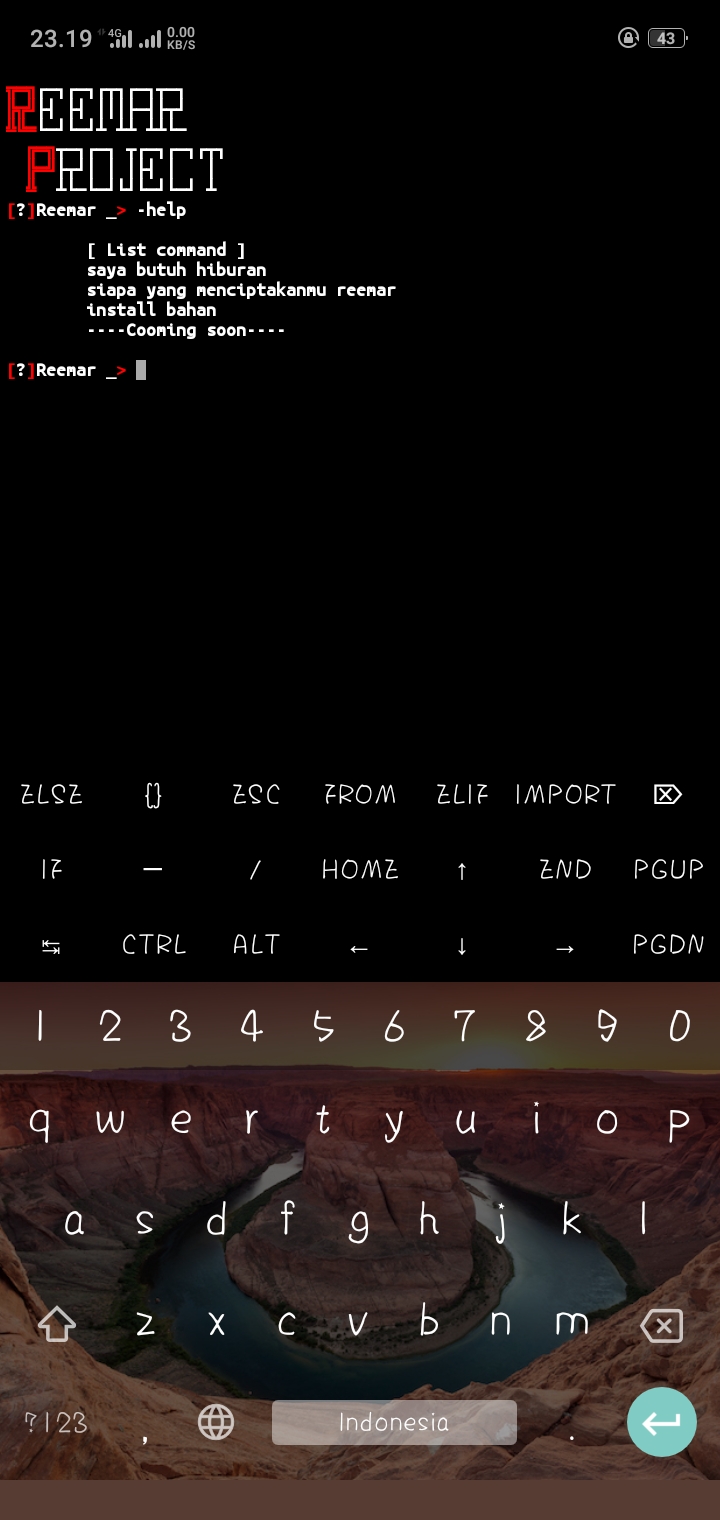 23.19 4G 0.00 KB/S 43
REEMAR
PROJECT
[?]Reemar _> -help
[ List command ]
saya butuh hiburan
siapa yang menciptakanmu reemar
install bahan
----Cooming soon----
[?]Reemar _>
ELSE {} ESC FROM ELIF IMPORT
IF – / HOME ↑ END PGUP
↹ CTRL ALT ← ↓ → PGDN
1 2 3 4 5 6 7 8 9 0
q w e r t y u i o p
a s d f g h j k l
z x c v b n m
?123 , Indonesia .